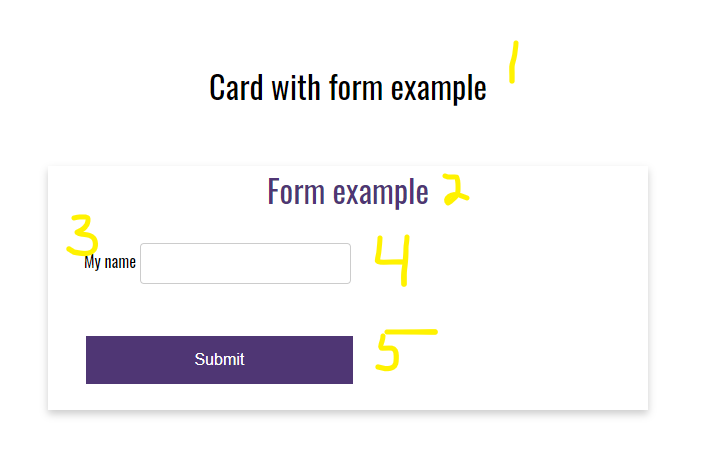 Card with form example 1
Form example 2
3
My name 4
Submit 5